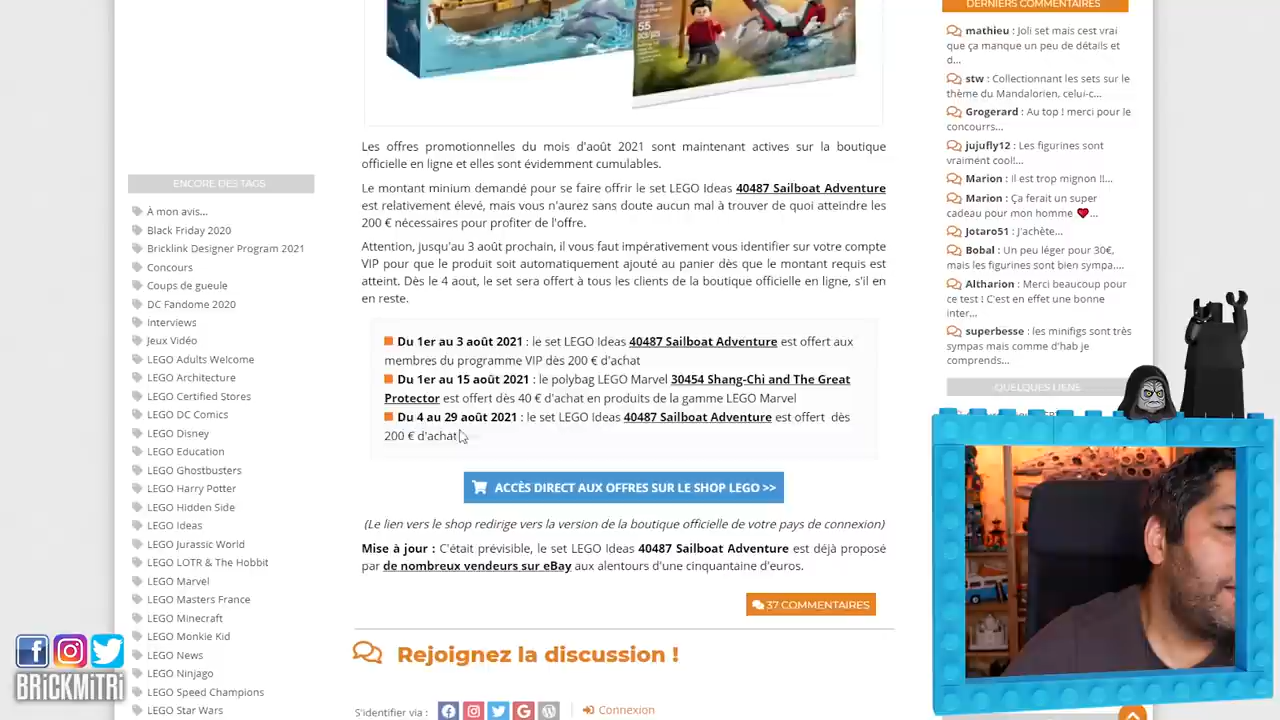 55
pcs/pzs
Les offres promotionnelles du mois d'août 2021 sont maintenant actives sur la boutique
officielle en ligne et elles sont évidemment cumulables.
Le montant minium demandé pour se faire offrir le set LEGO Ideas 40487 Sailboat Adventure
est relativement élevé, mais vous n'aurez sans doute aucun mal à trouver de quoi atteindre les
200 € nécessaires pour profiter de l'offre.
Attention, jusqu'au 3 août prochain, il vous faut impérativement vous identifier sur votre compte
VIP pour que le produit soit automatiquement ajouté au panier dès que le montant requis est
atteint. Dès le 4 aout, le set sera offert à tous les clients de la boutique officielle en ligne, s'il en
en reste.
Du 1er au 3 août 2021 : le set LEGO Ideas 40487 Sailboat Adventure est offert aux
membres du programme VIP dès 200 € d'achat
Du 1er au 15 août 2021 : le polybag LEGO Marvel 30454 Shang-Chi and The Great
Protector est offert dès 40 € d'achat en produits de la gamme LEGO Marvel
Du 4 au 29 août 2021 : le set LEGO Ideas 40487 Sailboat Adventure est offert dès
200 € d'achat
ACCÈS DIRECT AUX OFFRES SUR LE SHOP LEGO >>
(Le lien vers le shop redirige vers la version de la boutique officielle de votre pays de connexion)
Mise à jour : C'était prévisible, le set LEGO Ideas 40487 Sailboat Adventure est déjà proposé
par de nombreux vendeurs sur eBay aux alentours d'une cinquantaine d'euros.
37 COMMENTAIRES
Rejoignez la discussion !
S'identifier via :
Connexion
ENCORE DES TAGS
À mon avis...
Black Friday 2020
Bricklink Designer Program 2021
Concours
Coups de gueule
DC Fandome 2020
Interviews
Jeux Vidéo
LEGO Adults Welcome
LEGO Architecture
LEGO Certified Stores
LEGO DC Comics
LEGO Disney
LEGO Education
LEGO Ghostbusters
LEGO Harry Potter
LEGO Hidden Side
LEGO Ideas
LEGO Jurassic World
LEGO LOTR & The Hobbit
LEGO Marvel
LEGO Masters France
LEGO Minecraft
LEGO Monkie Kid
LEGO News
LEGO Ninjago
LEGO Speed Champions
LEGO Star Wars
BRiCKMiTRi
DERNIERS COMMENTAIRES
mathieu : Joli set mais cest vrai
que ça manque un peu de détails et
d...
stw : Collectionnant les sets sur le
thème du Mandalorien, celui-c...
Grogerard : Au top ! merci pour le
concourrs...
jujufly12 : Les figurines sont
vraiment cool!...
Marion : Il est trop mignon !!...
Marion : Ça ferait un super
cadeau pour mon homme ❤...
Jotaro51 : J'achète...
Bobal : Un peu léger pour 30€,
mais les figurines sont bien sympa....
Altharion : Merci beaucoup pour
ce test ! C'est en effet une bonne
inter...
superbesse : les minifigs sont très
sympas mais comme d'hab je
comprends...
QUELQUES LIENS